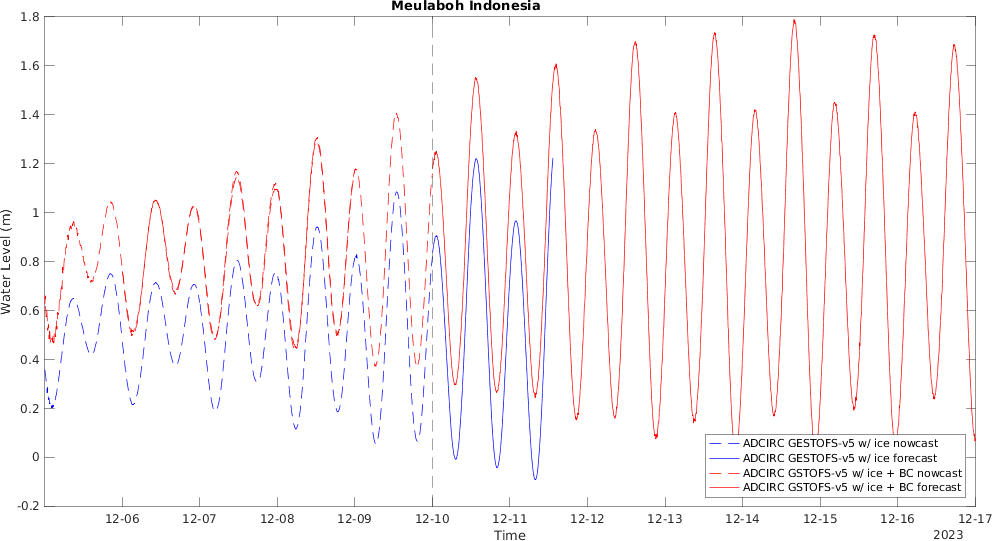 Meulaboh Indonesia
1.8
1.6
1.4
1.2
1
0.8
0.6
0.4
0.2
0
-0.2
Water Level (m)
ADCIRC GESTOFS-v5 w/ ice nowcast
ADCIRC GESTOFS-v5 w/ ice forecast
ADCIRC GSTOFS-v5 w/ ice + BC nowcast
ADCIRC GSTOFS-v5 w/ ice + BC forecast
12-06 12-07 12-08 12-09 12-10 12-11 12-12 12-13 12-14 12-15 12-16 12-17
Time
2023